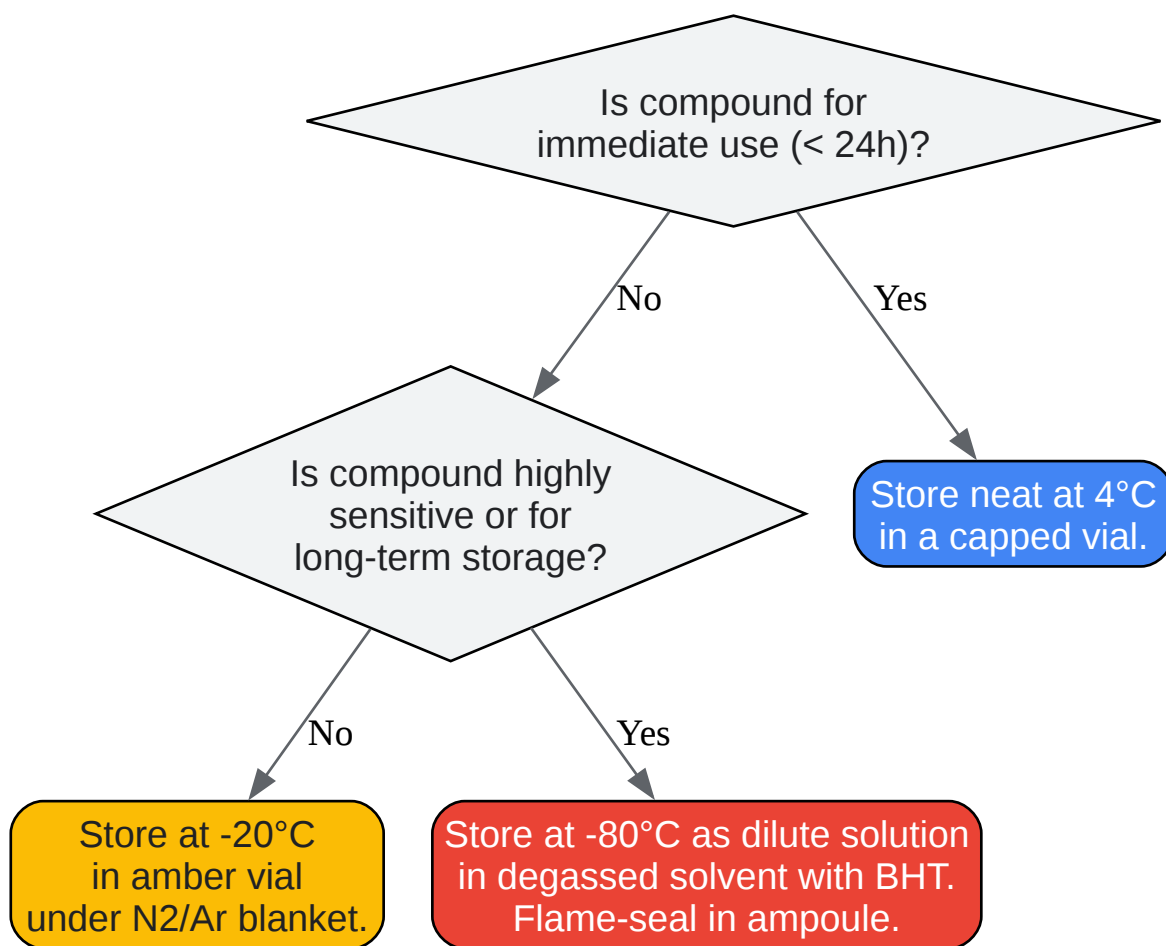 Is compound for
immediate use (< 24h)?
No
Yes
Is compound highly
sensitive or for
long-term storage?
Store neat at 4°C
in a capped vial.
No
Yes
Store at -20°C
in amber vial
under N2/Ar blanket.
Store at -80°C as dilute solution
in degassed solvent with BHT.
Flame-seal in ampoule.